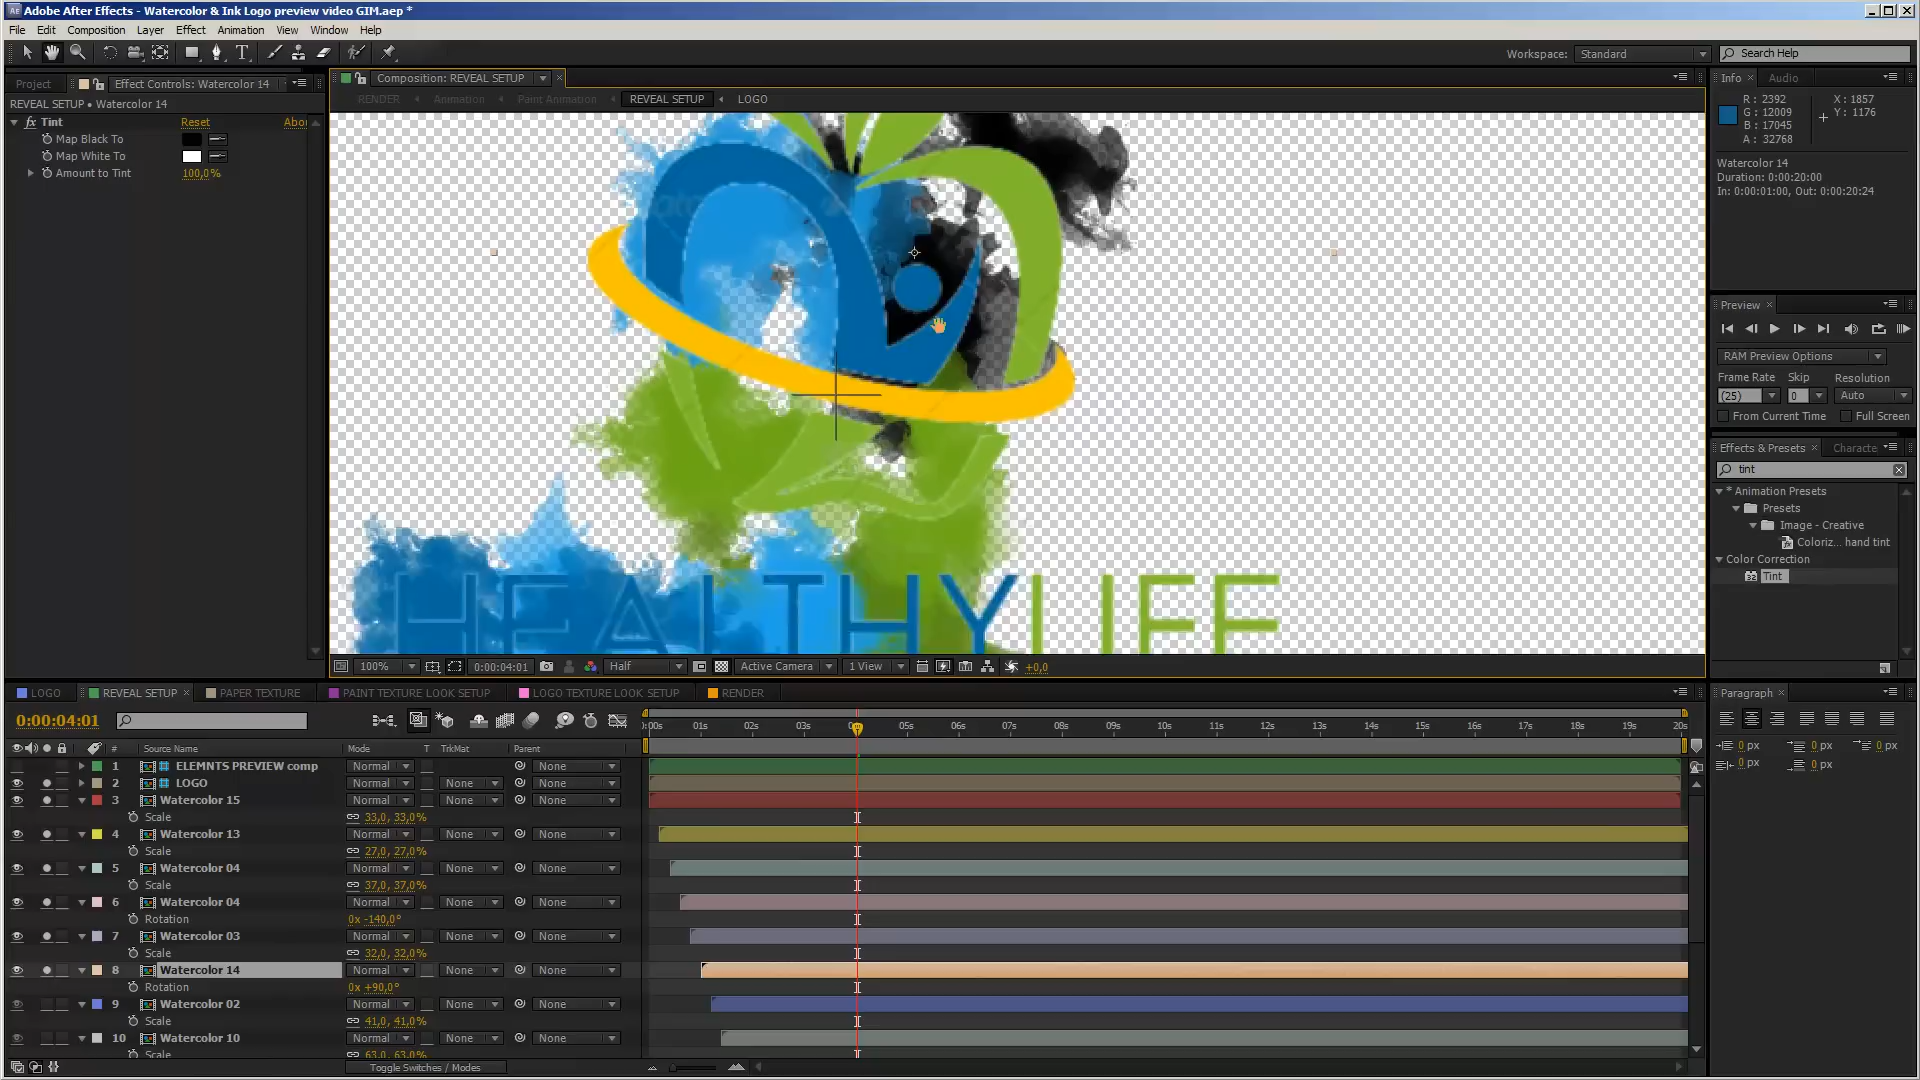 Adobe After Effects - Watercolor & Ink Logo preview video GIM.aep *
File Edit Composition Layer Effect Animation View Window Help
Workspace: Standard
Search Help
Project
Effect Controls: Watercolor 14
REVEAL SETUP • Watercolor 14
fx Tint Reset Abou
Map Black To
Map White To
Amount to Tint 100,0%
Composition: REVEAL SETUP
RENDER Animation Paint Animation REVEAL SETUP LOGO
HEALTHYLIFE
100% 0:00:04:01 Half Active Camera 1 View +0,0
Info Audio
R : 2392
G : 12009
B : 17045
A : 32768
X : 1857
Y : 1176
Watercolor 14
Duration: 0:00:20:00
In: 0:00:01:00, Out: 0:00:20:24
Preview
RAM Preview Options
Frame Rate Skip Resolution
(25) 0 Auto
From Current Time Full Screen
Effects & Presets Characte
tint
* Animation Presets
Presets
Image - Creative
Coloriz... hand tint
Color Correction
Tint
LOGO REVEAL SETUP PAPER TEXTURE PAINT TEXTURE LOOK SETUP LOGO TEXTURE LOOK SETUP RENDER
0:00:04:01
:00s 01s 02s 03s 05s 06s 07s 08s 09s 10s 11s 12s 13s 14s 15s 16s 17s 18s 19s 20s
# Source Name Mode T TrkMat Parent
1 ELEMNTS PREVIEW comp Normal None
2 LOGO Normal None None
3 Watercolor 15 Normal None None
Scale 33,0, 33,0%
4 Watercolor 13 Normal None None
Scale 27,0, 27,0%
5 Watercolor 04 Normal None None
Scale 37,0, 37,0%
6 Watercolor 04 Normal None None
Rotation 0x -140,0°
7 Watercolor 03 Normal None None
Scale 32,0, 32,0%
8 Watercolor 14 Normal None None
Rotation 0x +90,0°
9 Watercolor 02 Normal None None
Scale 41,0, 41,0%
10 Watercolor 10 Normal None None
Scale 63,0, 63,0%
Toggle Switches / Modes
Paragraph
0 px 0 px 0 px
0 px 0 px